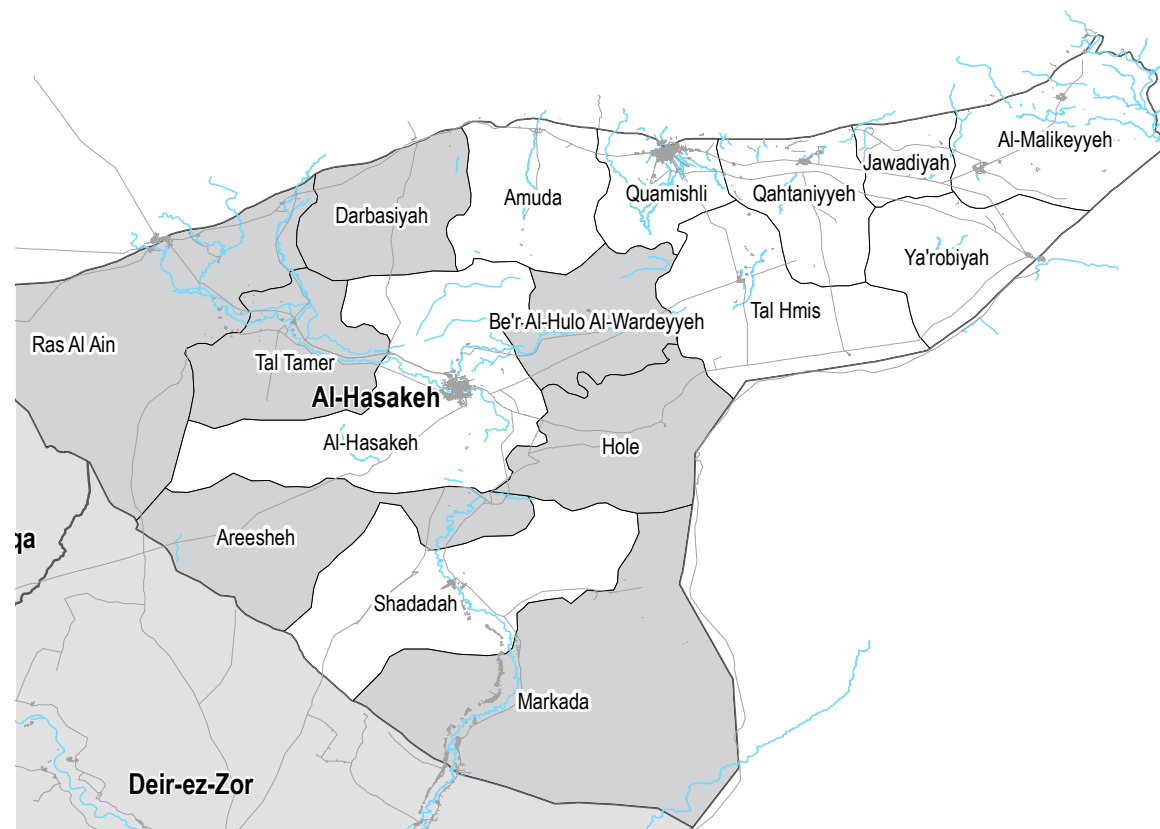 Al-Malikeyyeh
Jawadiyah
Amuda
Quamishli
Qahtaniyyeh
Darbasiyah
Ya'robiyah
Tal Hmis
Be'r Al-Hulo Al-Wardeyyeh
Ras Al Ain
Tal Tamer
Al-Hasakeh
Al-Hasakeh
Hole
Areesheh
qa
Shadadah
Markada
Deir-ez-Zor